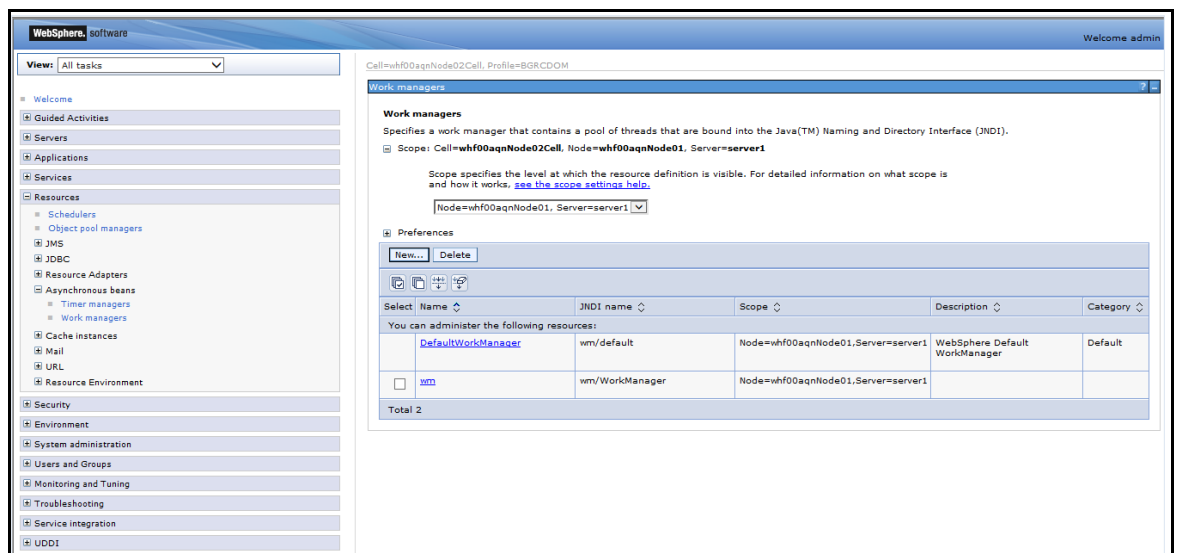 WebSphere. software
Welcome admin
View: All tasks
Welcome
Guided Activities
Servers
Applications
Services
Resources
Schedulers
Object pool managers
JMS
JDBC
Resource Adapters
Asynchronous beans
Timer managers
Work managers
Cache instances
Mail
URL
Resource Environment
Security
Environment
System administration
Users and Groups
Monitoring and Tuning
Troubleshooting
Service integration
UDDI
Cell=whf00aqnNode02Cell, Profile=BGRCDOM
Work managers ? -
Work managers
Specifies a work manager that contains a pool of threads that are bound into the Java(TM) Naming and Directory Interface (JNDI).
Scope: Cell=whf00aqnNode02Cell, Node=whf00aqnNode01, Server=server1
Scope specifies the level at which the resource definition is visible. For detailed information on what scope is
and how it works, see the scope settings help.
Node=whf00aqnNode01, Server=server1
Preferences
New... Delete
Select Name JNDI name Scope Description Category
You can administer the following resources:
DefaultWorkManager wm/default Node=whf00aqnNode01,Server=server1 WebSphere Default Default
WorkManager
wm wm/WorkManager Node=whf00aqnNode01,Server=server1
Total 2